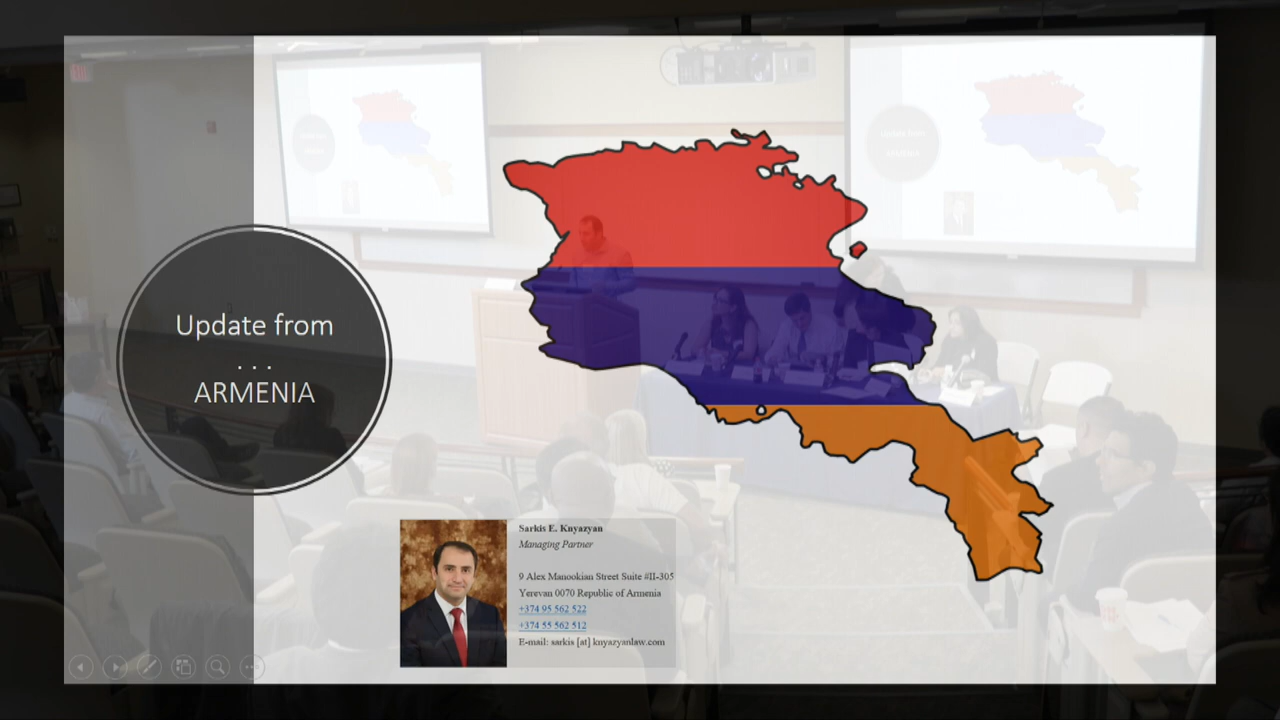 Update from
. . .
ARMENIA
Sarkis E. Knyazyan
Managing Partner
9 Alex Manookian Street Suite #II-305
Yerevan 0070 Republic of Armenia
+374 95 562 522
+374 55 562 512
E-mail: sarkis [at] knyazyanlaw.com